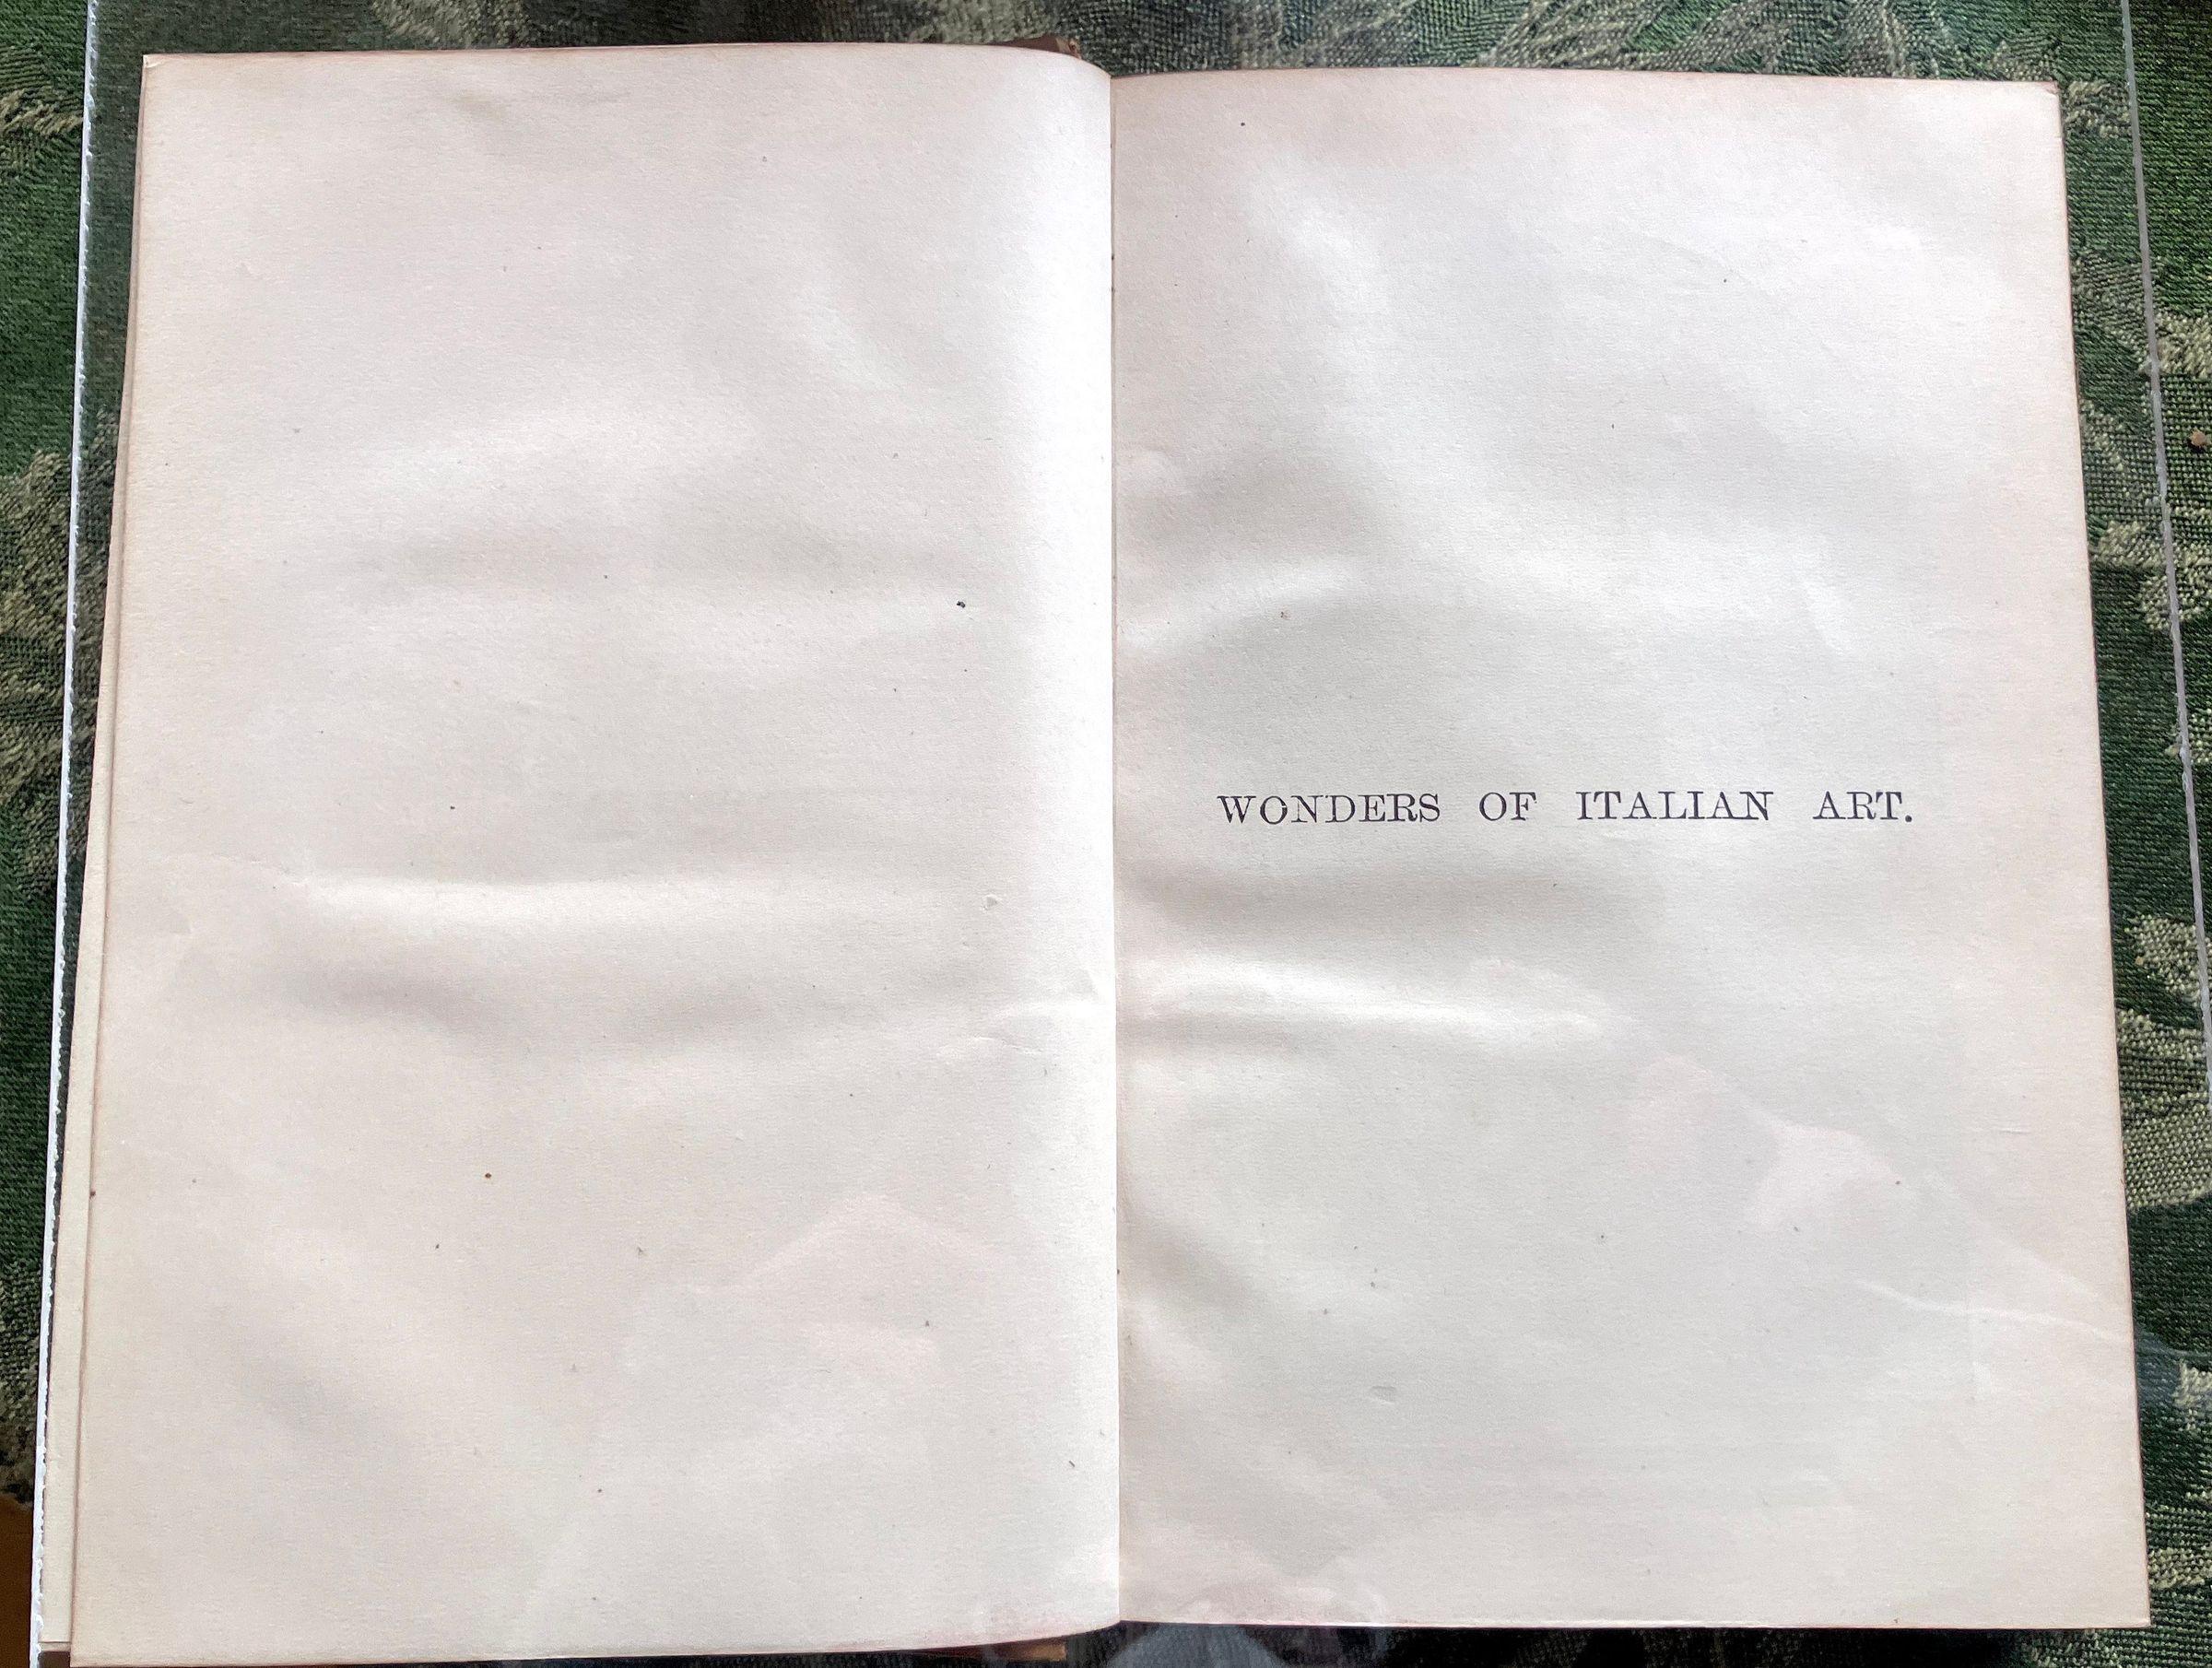 WONDERS OF ITALIAN ART.